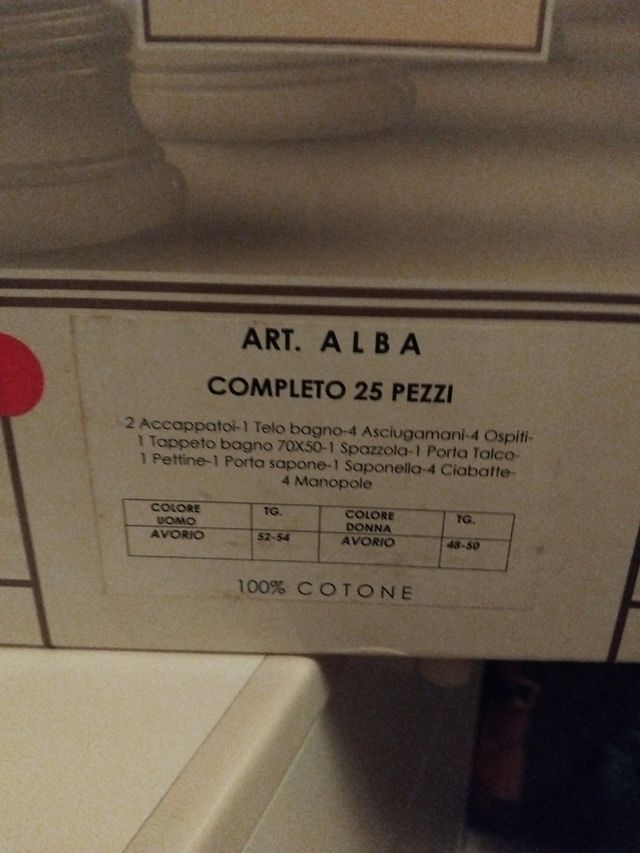 ART. ALBA
COMPLETO 25 PEZZI
2 Accappatoi-1 Telo bagno-4 Asciugamani-4 Ospiti-
1 Tappeto bagno 70X50-1 Spazzola-1 Porta Talco-
1 Pettine-1 Porta sapone-1 Saponella-4 Ciabatte-
4 Manopole
COLORE UOMO TG. COLORE DONNA TG.
AVORIO 52-54 AVORIO 48-50
100% COTONE